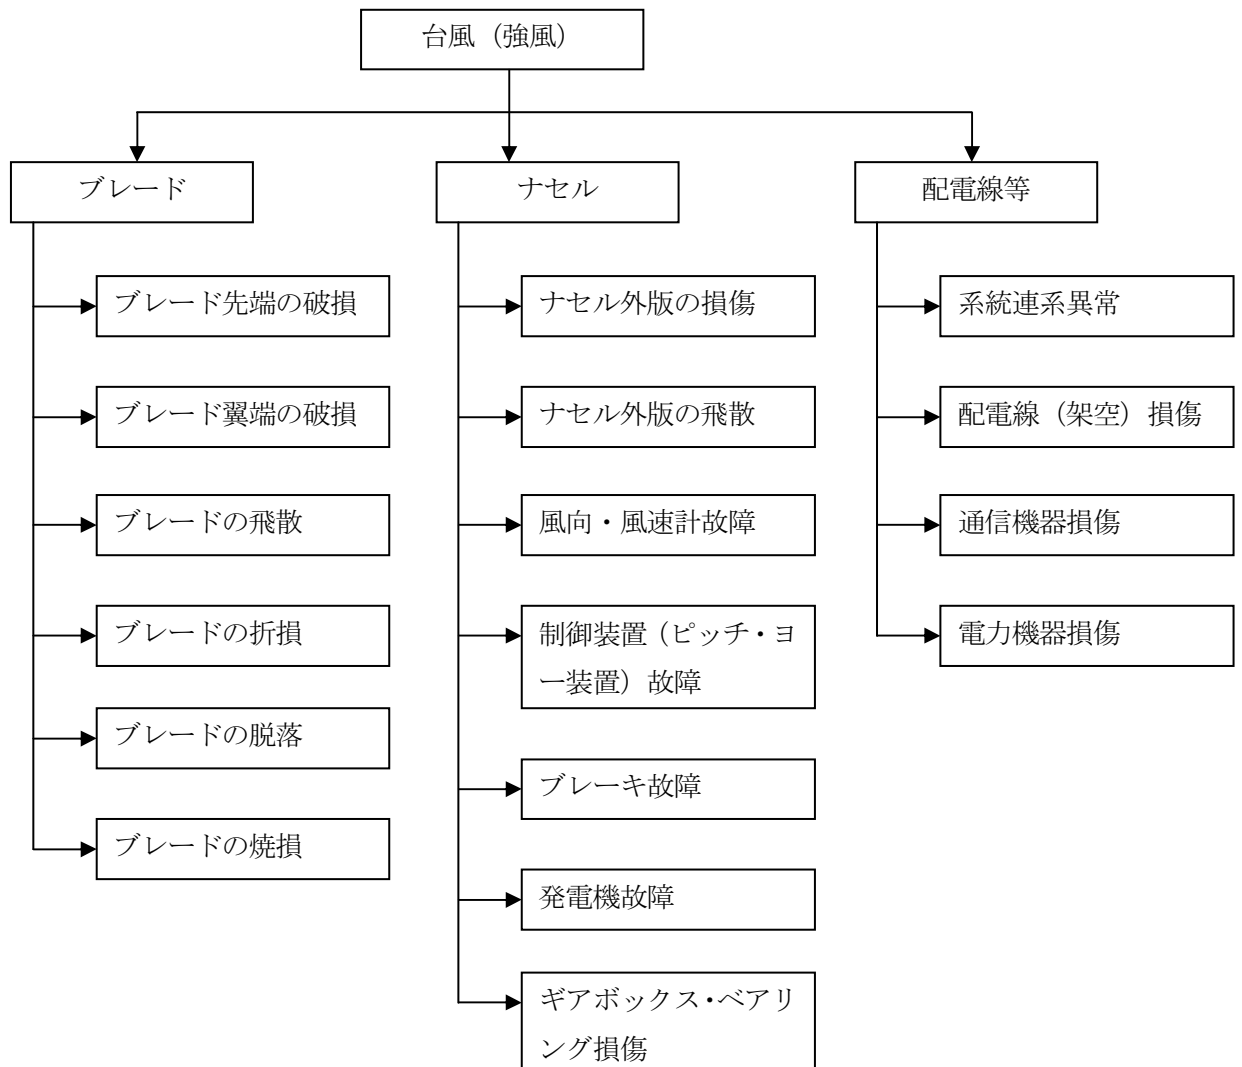 台風（強風）
ブレード
ナセル
配電線等
ブレード先端の破損
ブレード翼端の破損
ブレードの飛散
ブレードの折損
ブレードの脱落
ブレードの焼損
ナセル外版の損傷
ナセル外版の飛散
風向・風速計故障
制御装置（ピッチ・ヨ
ー装置）故障
ブレーキ故障
発電機故障
ギアボックス・ベアリ
ング損傷
系統連系異常
配電線（架空）損傷
通信機器損傷
電力機器損傷